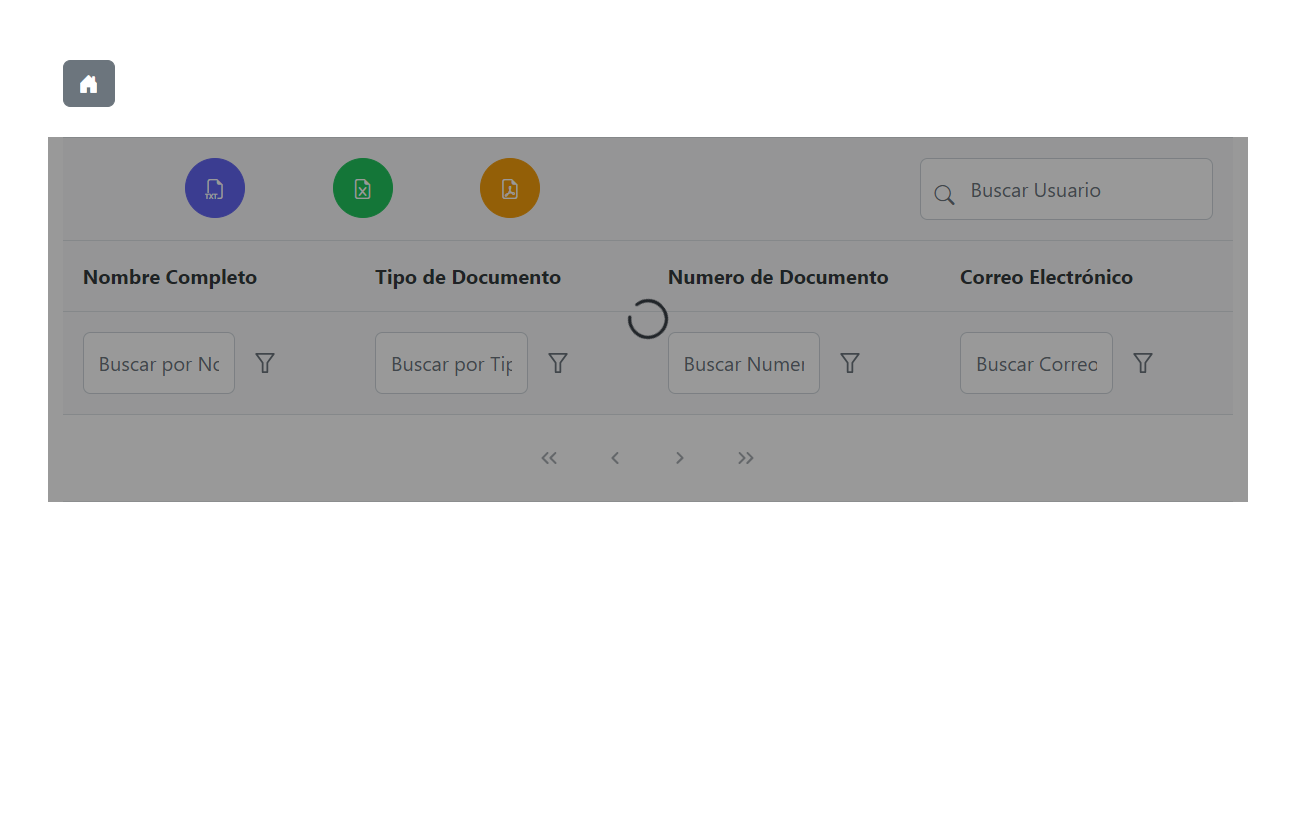 TXT
Buscar Usuario
Nombre Completo Tipo de Documento Numero de Documento Correo Electrónico
Buscar por Nc Buscar por Tip Buscar Numer Buscar Correo